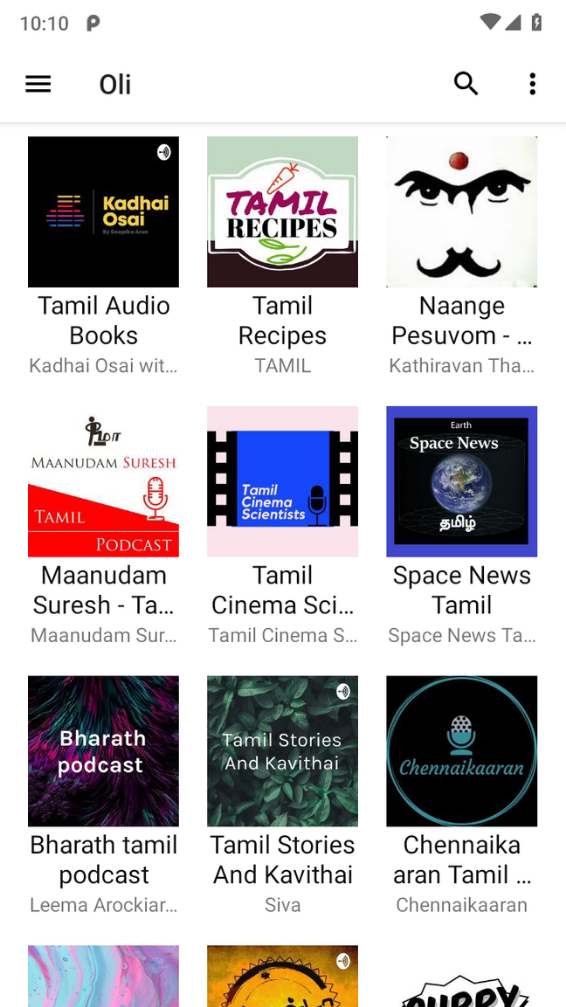 10:10
Oli
Kadhai
Osai
By Deepika Arun
TAMIL
RECIPES
Tamil Audio
Books
Kadhai Osai wit...
Tamil
Recipes
TAMIL
Naange
Pesuvom - ...
Kathiravan Tha...
MAANUDAM SURESH
TAMIL
PODCAST
Tamil
Cinema
Scientists
Earth
Space News
தமிழ்
Maanudam
Suresh - Ta...
Maanudam Sur...
Tamil
Cinema Sci...
Tamil Cinema S...
Space News
Tamil
Space News Ta...
Bharath
podcast
Tamil Stories
And Kavithai
Chennaikaaran
Bharath tamil
podcast
Leema Arockiar...
Tamil Stories
And Kavithai
Siva
Chennaika
aran Tamil ...
Chennaikaaran